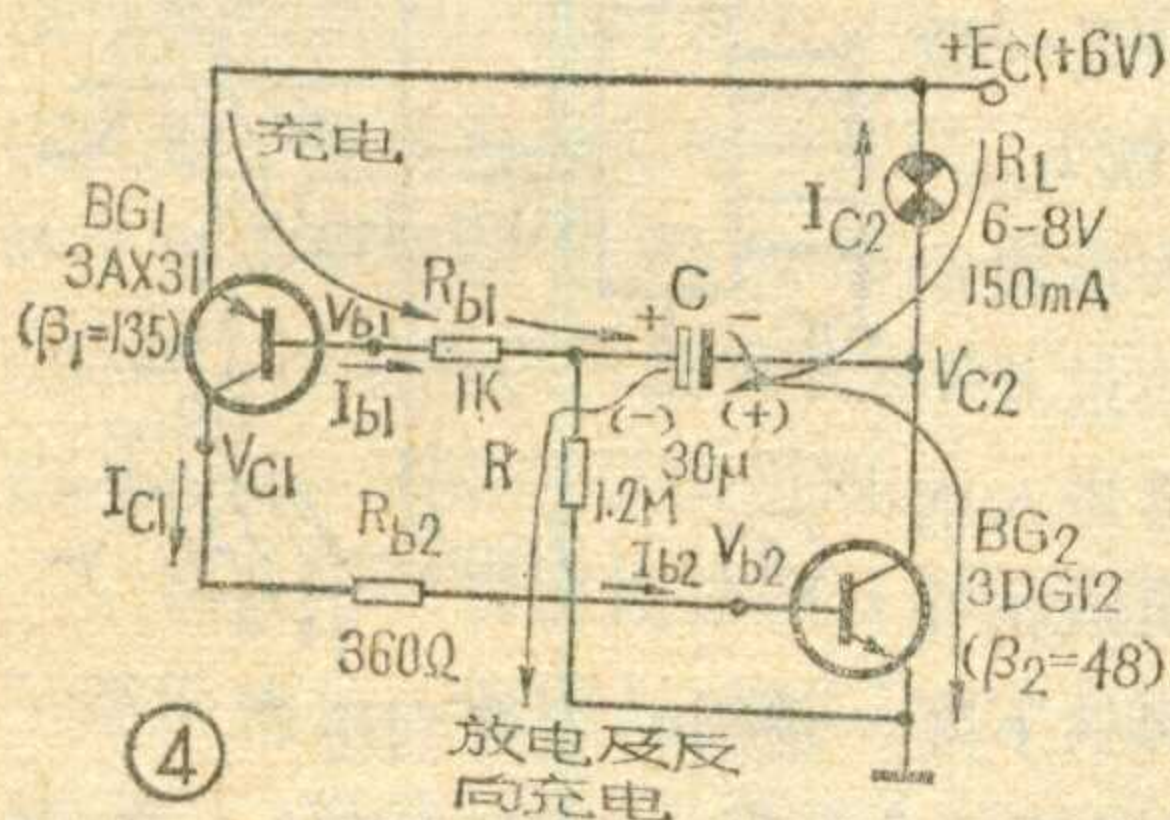 +EC(+6V)
充电
RL
6-8V
150mA
IC2
BG1
3AX31
(β1=135)
Vb1
Rb1
1K
Ib1
+
C
−
(−)
(+)
30μ
VC2
VC1
IC1
R
1.2M
Rb2
360Ω
Ib2
Vb2
BG2
3DG12
(β2=48)
放电及反
向充电
④